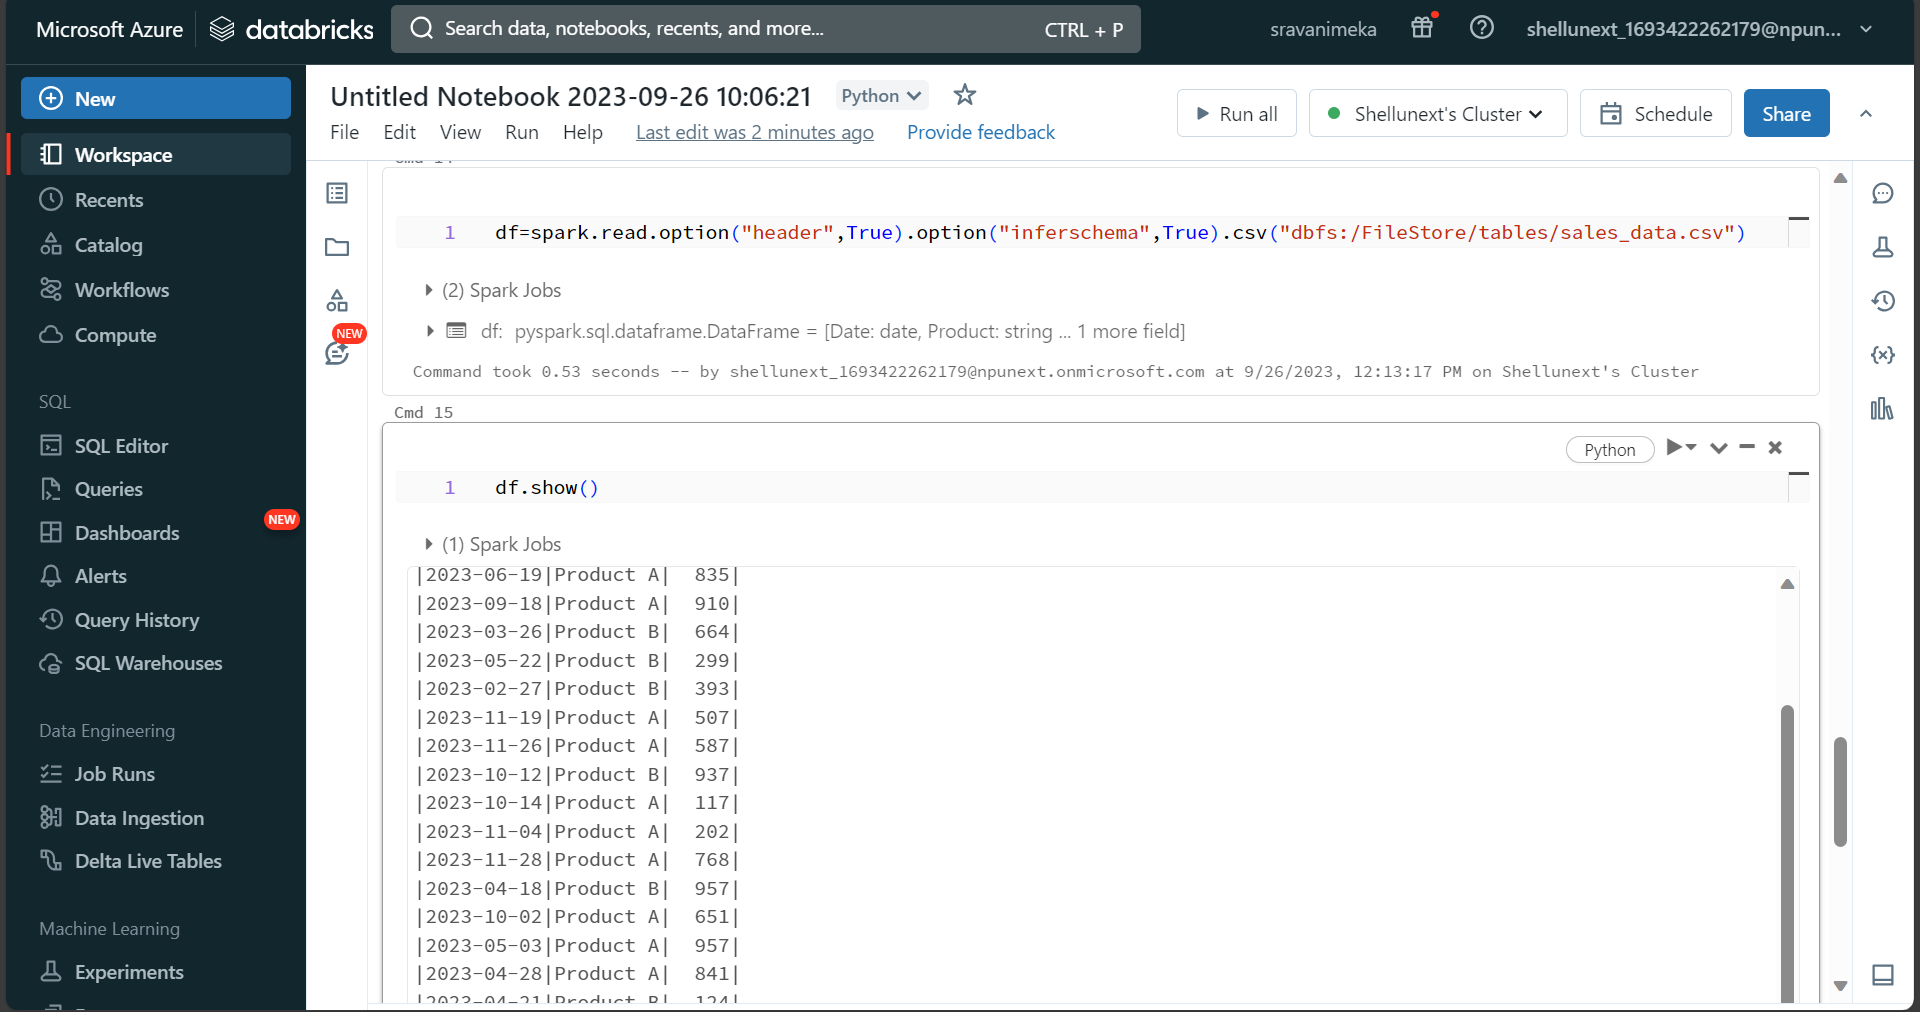 Microsoft Azure
databricks
Search data, notebooks, recents, and more... CTRL + P
sravanimeka
shellunext_1693422262179@npun...
New
Workspace
Recents
Catalog
Workflows
Compute
SQL
SQL Editor
Queries
Dashboards
NEW
Alerts
Query History
SQL Warehouses
Data Engineering
Job Runs
Data Ingestion
Delta Live Tables
Machine Learning
Experiments
Untitled Notebook 2023-09-26 10:06:21 Python
File Edit View Run Help Last edit was 2 minutes ago Provide feedback
Run all
Shellunext's Cluster
Schedule
Share
NEW
1 df=spark.read.option("header",True).option("inferschema",True).csv("dbfs:/FileStore/tables/sales_data.csv")
(2) Spark Jobs
df: pyspark.sql.dataframe.DataFrame = [Date: date, Product: string ... 1 more field]
Command took 0.53 seconds -- by shellunext_1693422262179@npunext.onmicrosoft.com at 9/26/2023, 12:13:17 PM on Shellunext's Cluster
Cmd 15
Python
1 df.show()
(1) Spark Jobs
|2023-06-19|Product A|  835|
|2023-09-18|Product A|  910|
|2023-03-26|Product B|  664|
|2023-05-22|Product B|  299|
|2023-02-27|Product B|  393|
|2023-11-19|Product A|  507|
|2023-11-26|Product A|  587|
|2023-10-12|Product B|  937|
|2023-10-14|Product A|  117|
|2023-11-04|Product A|  202|
|2023-11-28|Product A|  768|
|2023-04-18|Product B|  957|
|2023-10-02|Product A|  651|
|2023-05-03|Product A|  957|
|2023-04-28|Product A|  841|
|2023-04-21|Product B|  124|